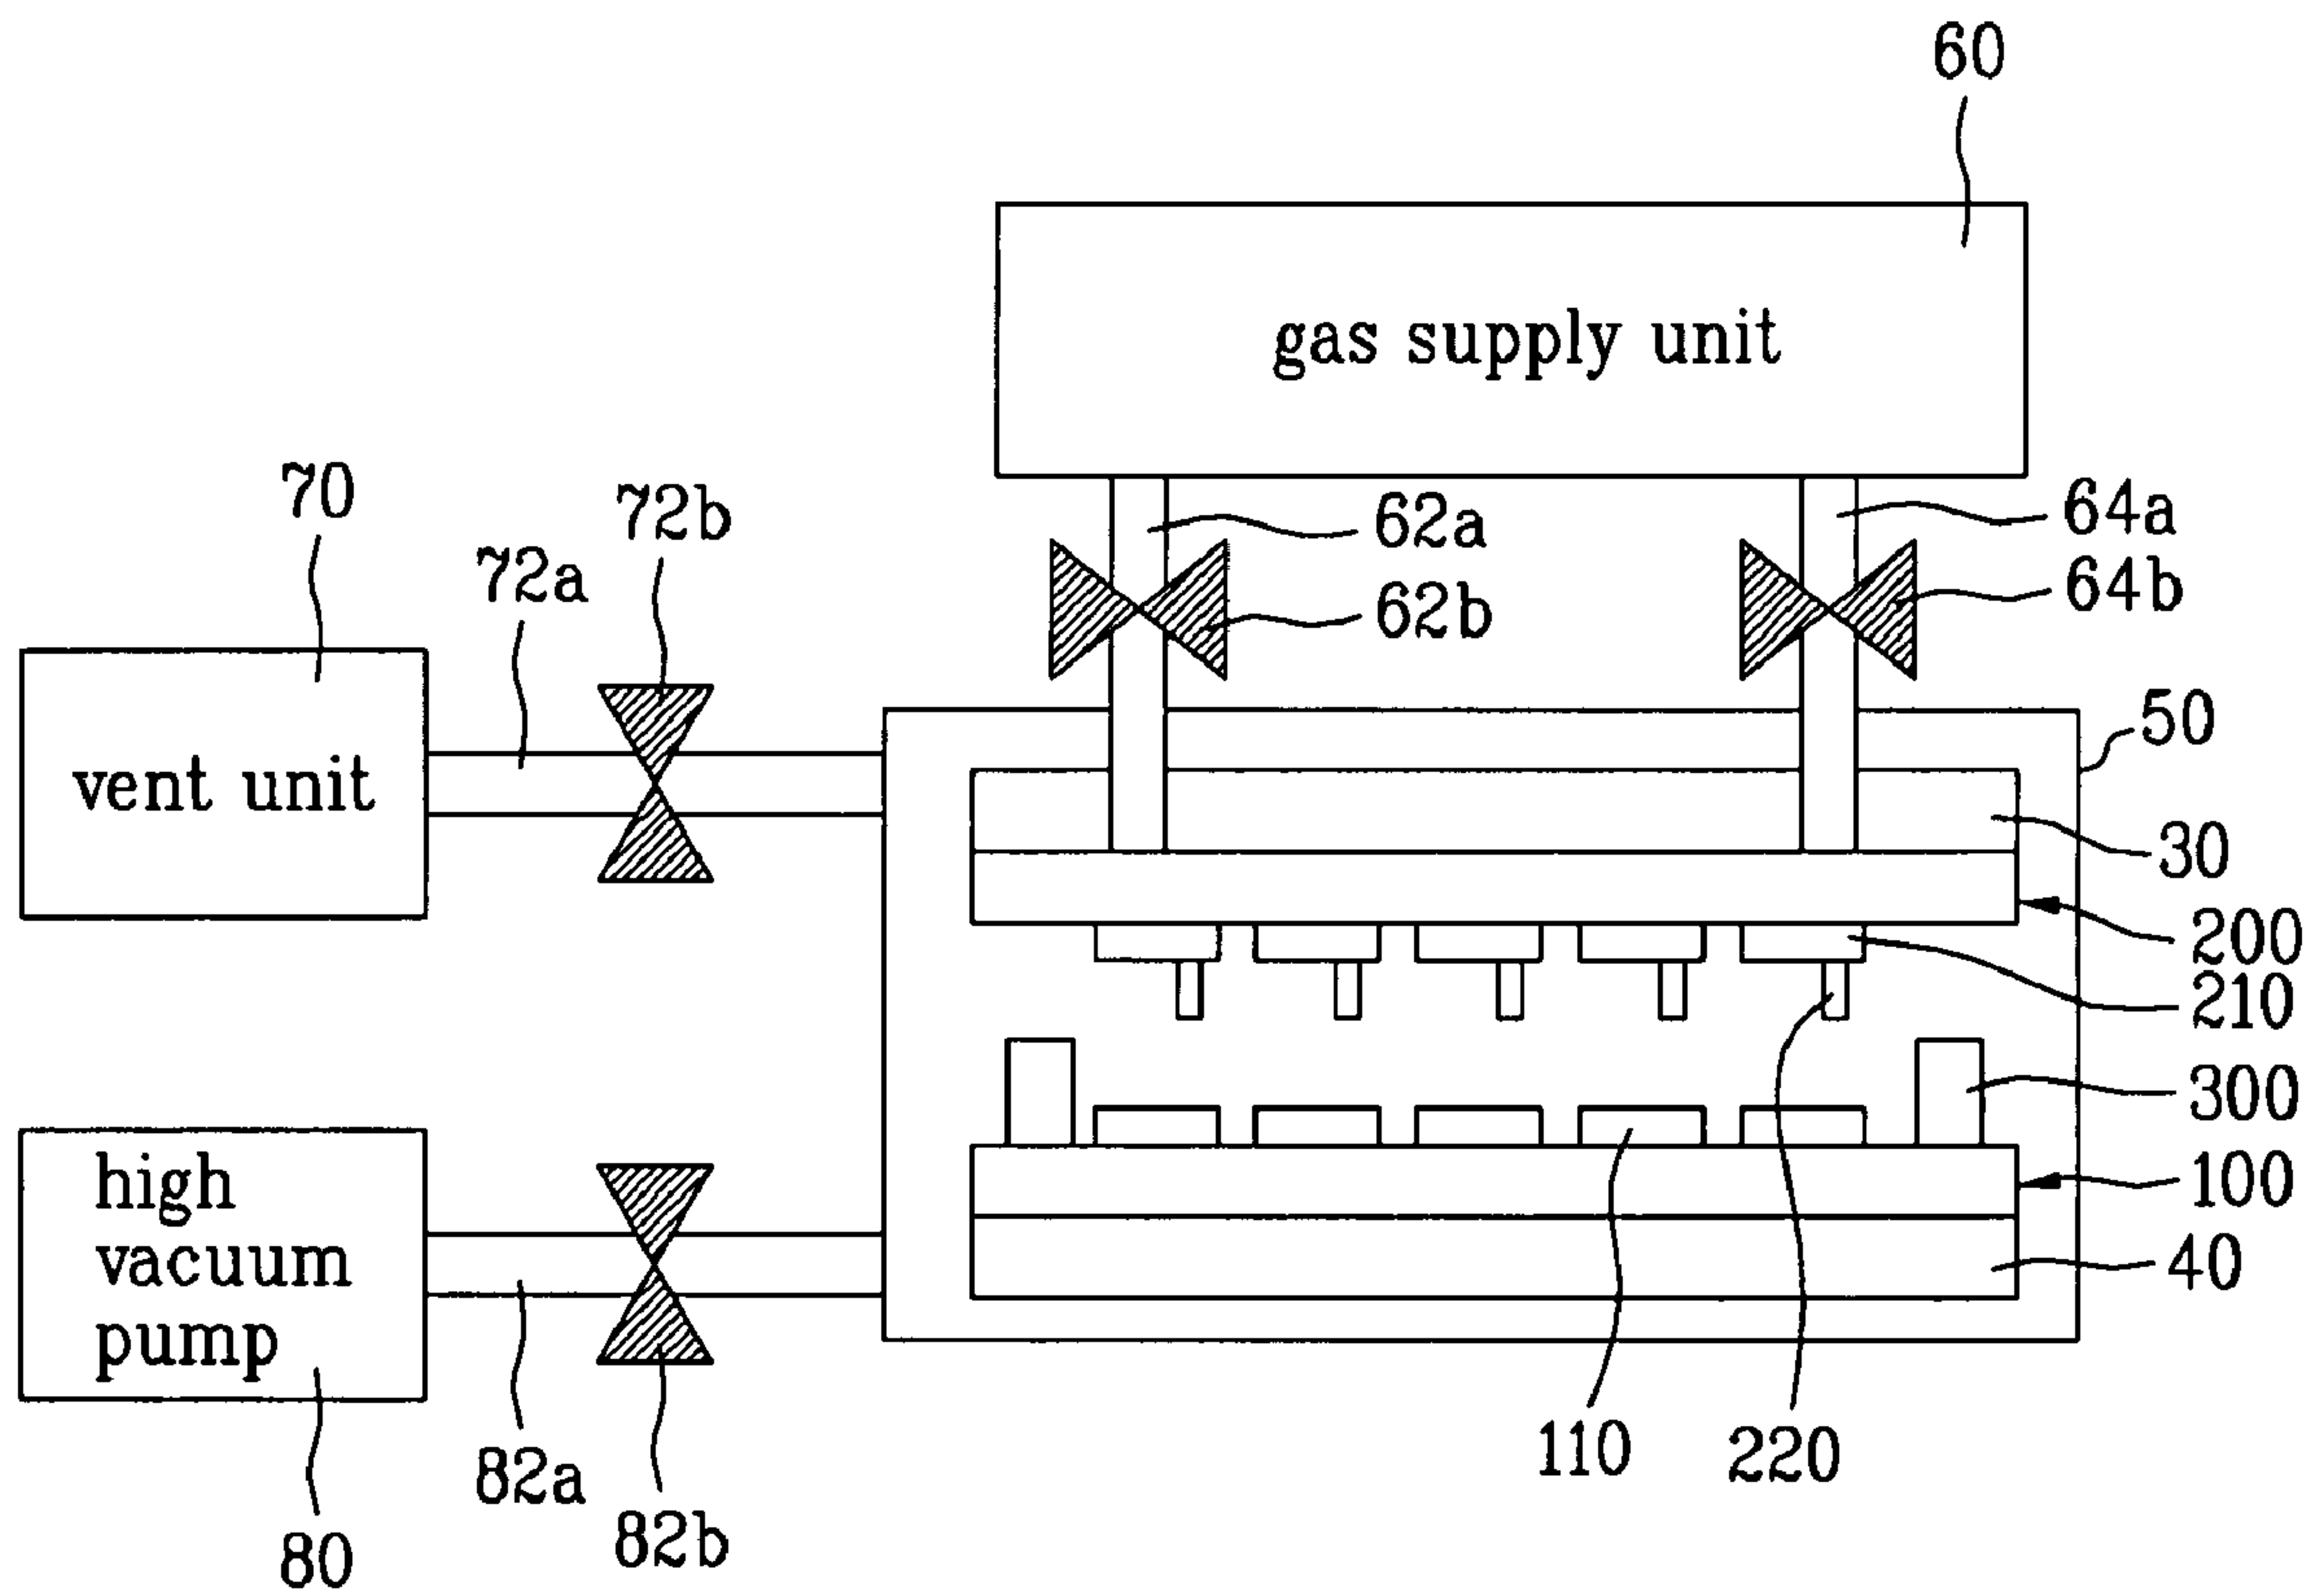 60
gas supply unit
70
72b
72a
62a
62b
64a
64b
50
vent unit
30
200
210
300
100
40
high
vacuum
pump
110
220
82a
82b
80